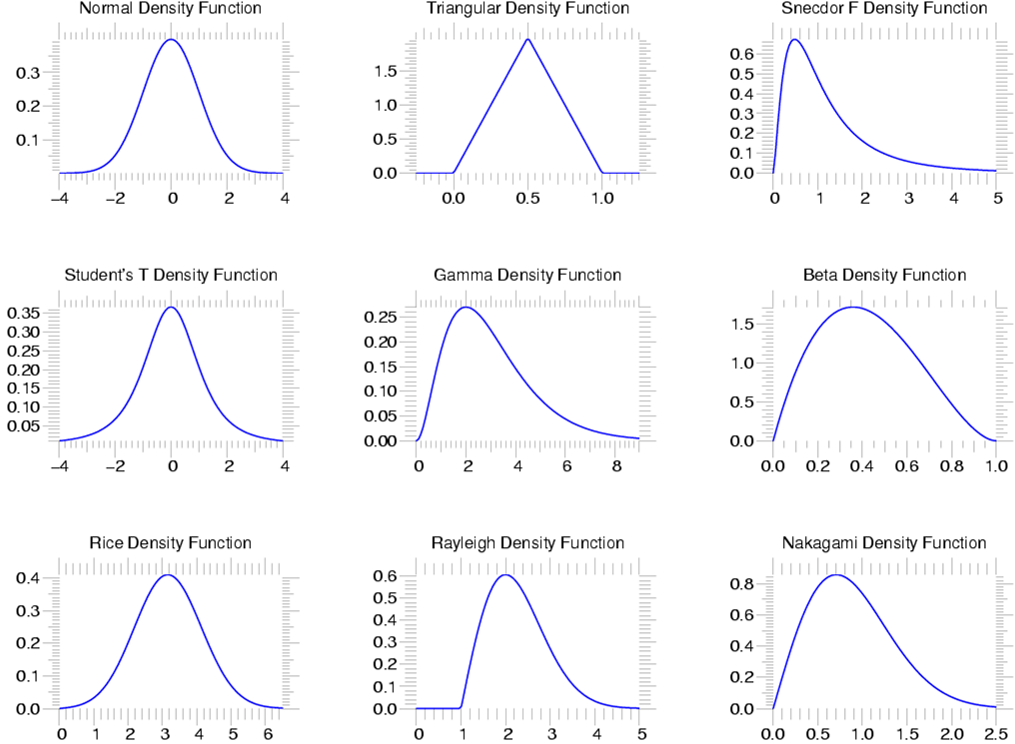 Normal Density Function
0.3
0.2
0.1
−4 −2 0 2 4
Triangular Density Function
1.5
1.0
0.5
0.0
0.0 0.5 1.0
Snecdor F Density Function
0.6
0.5
0.4
0.3
0.2
0.1
0.0
0 1 2 3 4 5
Student's T Density Function
0.35
0.30
0.25
0.20
0.15
0.10
0.05
−4 −2 0 2 4
Gamma Density Function
0.25
0.20
0.15
0.10
0.05
0.00
0 2 4 6 8
Beta Density Function
1.5
1.0
0.5
0.0
0.0 0.2 0.4 0.6 0.8 1.0
Rice Density Function
0.4
0.3
0.2
0.1
0.0
0 1 2 3 4 5 6
Rayleigh Density Function
0.6
0.5
0.4
0.3
0.2
0.1
0.0
0 1 2 3 4 5
Nakagami Density Function
0.8
0.6
0.4
0.2
0.0
0.0 0.5 1.0 1.5 2.0 2.5